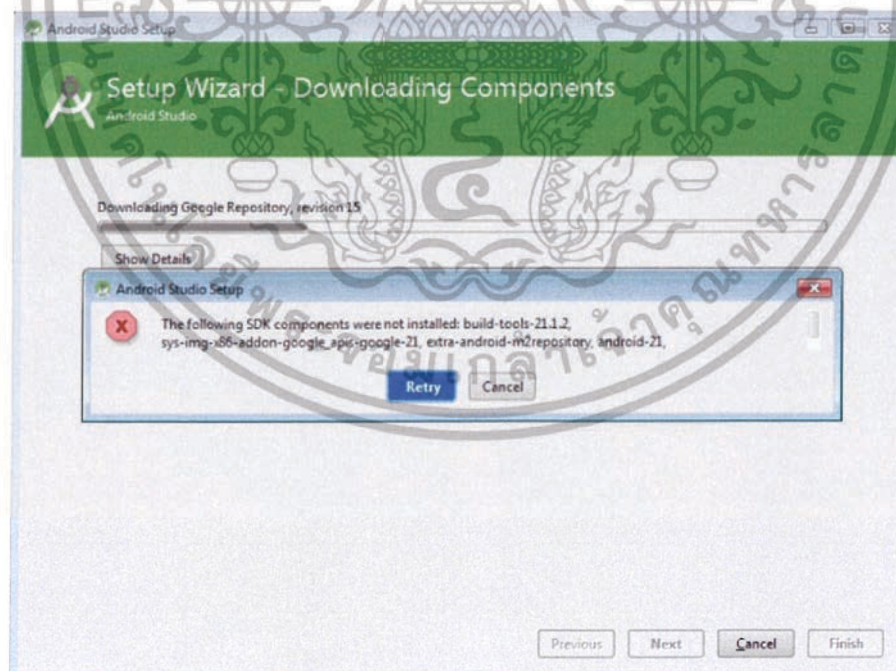 Android Studio Setup
Setup Wizard - Downloading Components
Android Studio
Downloading Google Repository, revision 15
Show Details
Android Studio Setup
The following SDK components were not installed: build-tools-21.1.2,
sys-img-x86-addon-google_apis-google-21, extra-android-m2repository, android-21,
Retry
Cancel
Previous
Next
Cancel
Finish